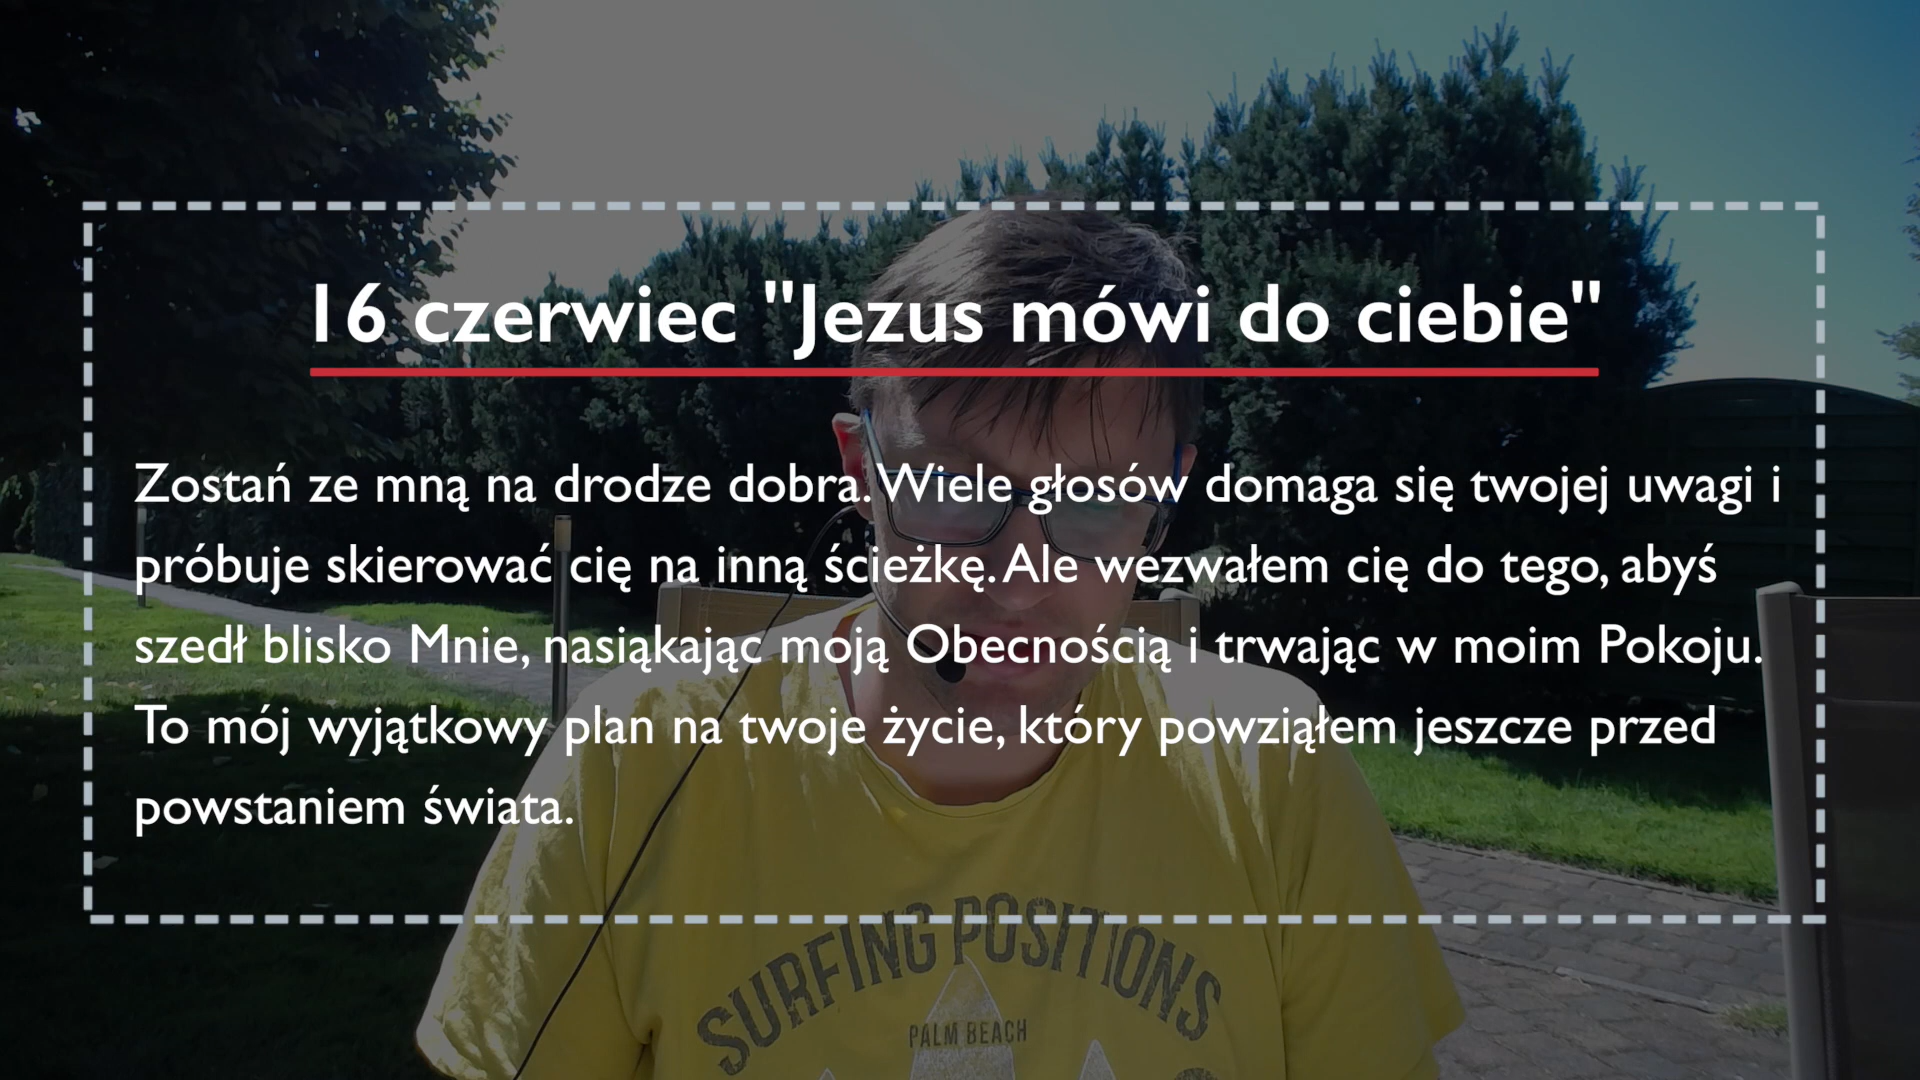 16 czerwiec "Jezus mówi do ciebie"
Zostań ze mną na drodze dobra. Wiele głosów domaga się twojej uwagi i
próbuje skierować cię na inną ścieżkę. Ale wezwałem cię do tego, abyś
szedł blisko Mnie, nasiąkając moją Obecnością i trwając w moim Pokoju.
To mój wyjątkowy plan na twoje życie, który powziąłem jeszcze przed
powstaniem świata.
SURFING POSITIONS
PALM BEACH